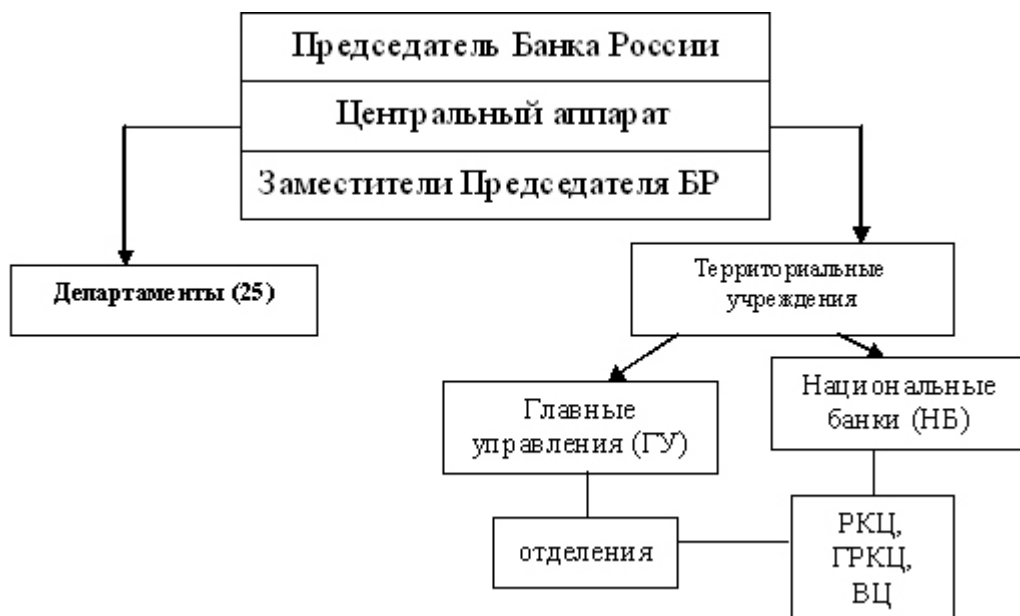 Председатель Банка России
Центральный аппарат
Заместители Председателя БР
Департаменты (25)
Территориальные
учреждения
Главные
управления (ГУ)
Национальные
банки (НБ)
отделения
РКЦ,
ГРКЦ,
ВЦ